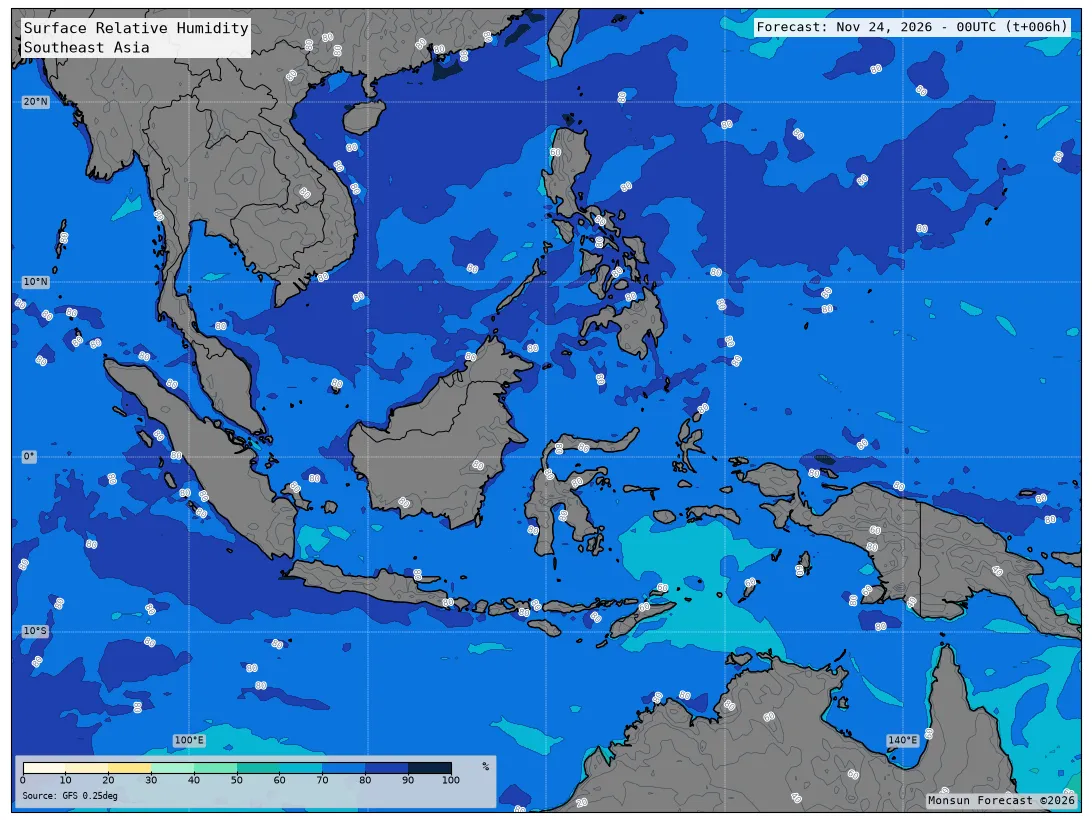 Surface Relative Humidity
Southeast Asia
Forecast: Nov 24, 2026 - 00UTC (t+006h)
20°N
10°N
0°
10°S
100°E
140°E
0 10 20 30 40 50 60 70 80 90 100
%
Source: GFS 0.25deg
Monsun Forecast ©2026